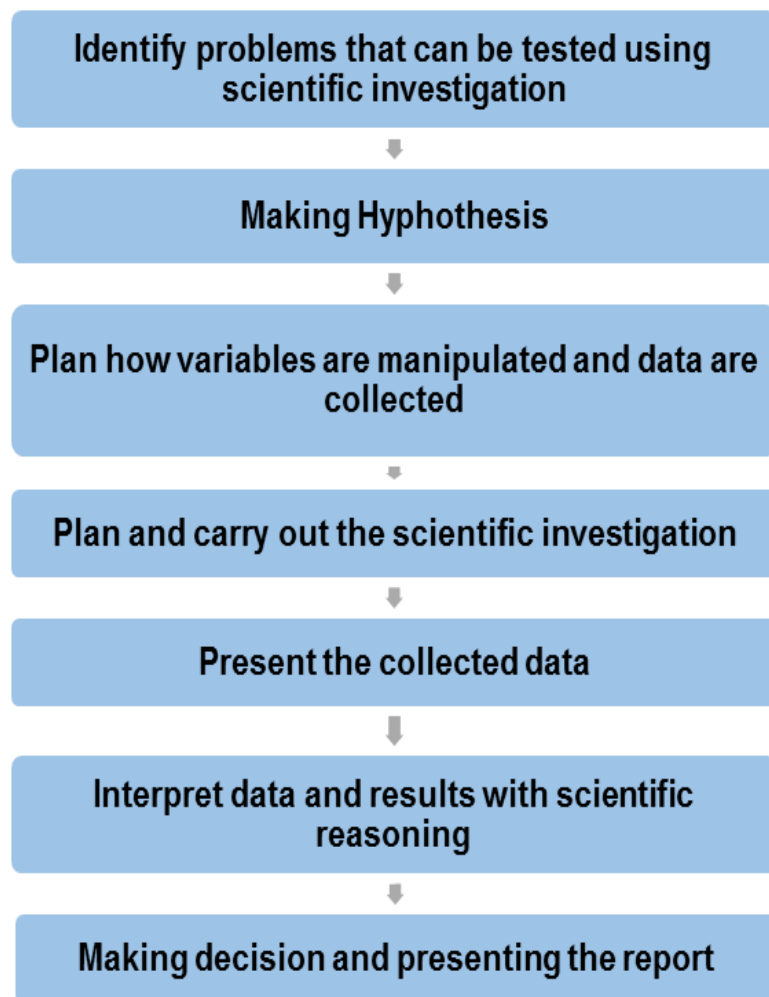 Identify problems that can be tested using
scientific investigation
Making Hyphothesis
Plan how variables are manipulated and data are
collected
Plan and carry out the scientific investigation
Present the collected data
Interpret data and results with scientific
reasoning
Making decision and presenting the report